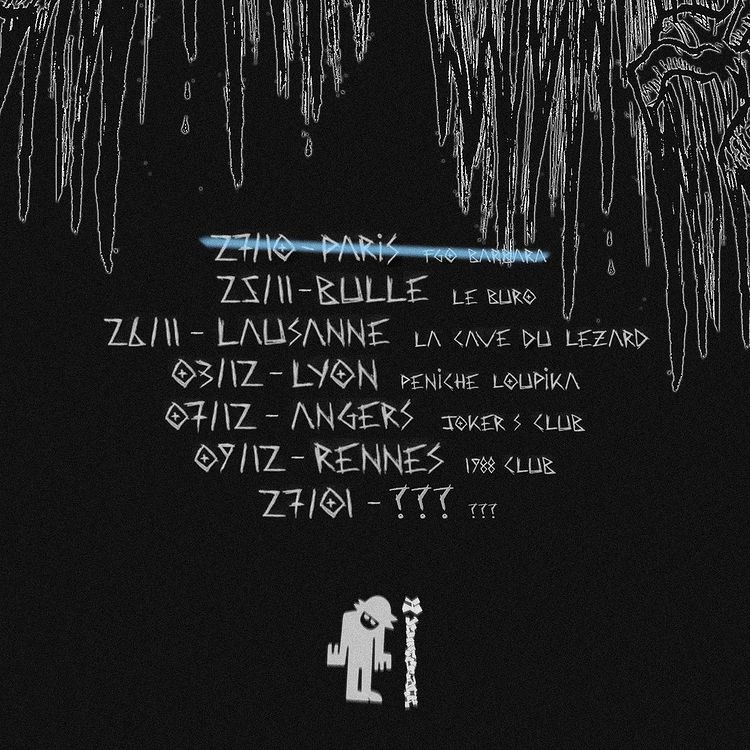 27/10 - PARiS FGO BARBARA
25/11 - BULLE LE BURO
26/11 - LAUSANNE LA CAVE DU LEZARD
03/12 - LYON PENiCHE LOUPiKA
07/12 - ANGERS JOKER S CLUB
09/12 - RENNES 1988 CLUB
27/01 - ??? ???